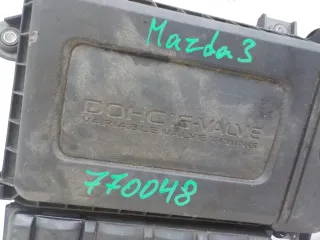 Mazda3
DOHC 16-VALVE
VARIABLE VALVE TIMING
770048